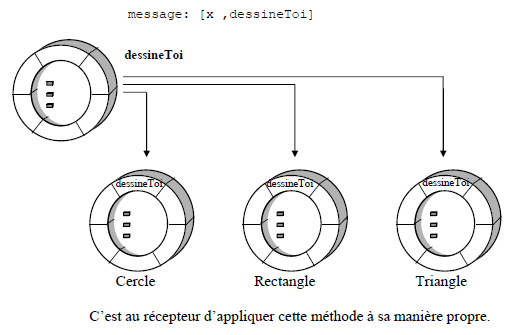 message: [x ,dessineToi]
dessineToi
dessineToi dessineToi dessineToi
Cercle Rectangle Triangle
C'est au récepteur d'appliquer cette méthode à sa manière propre.